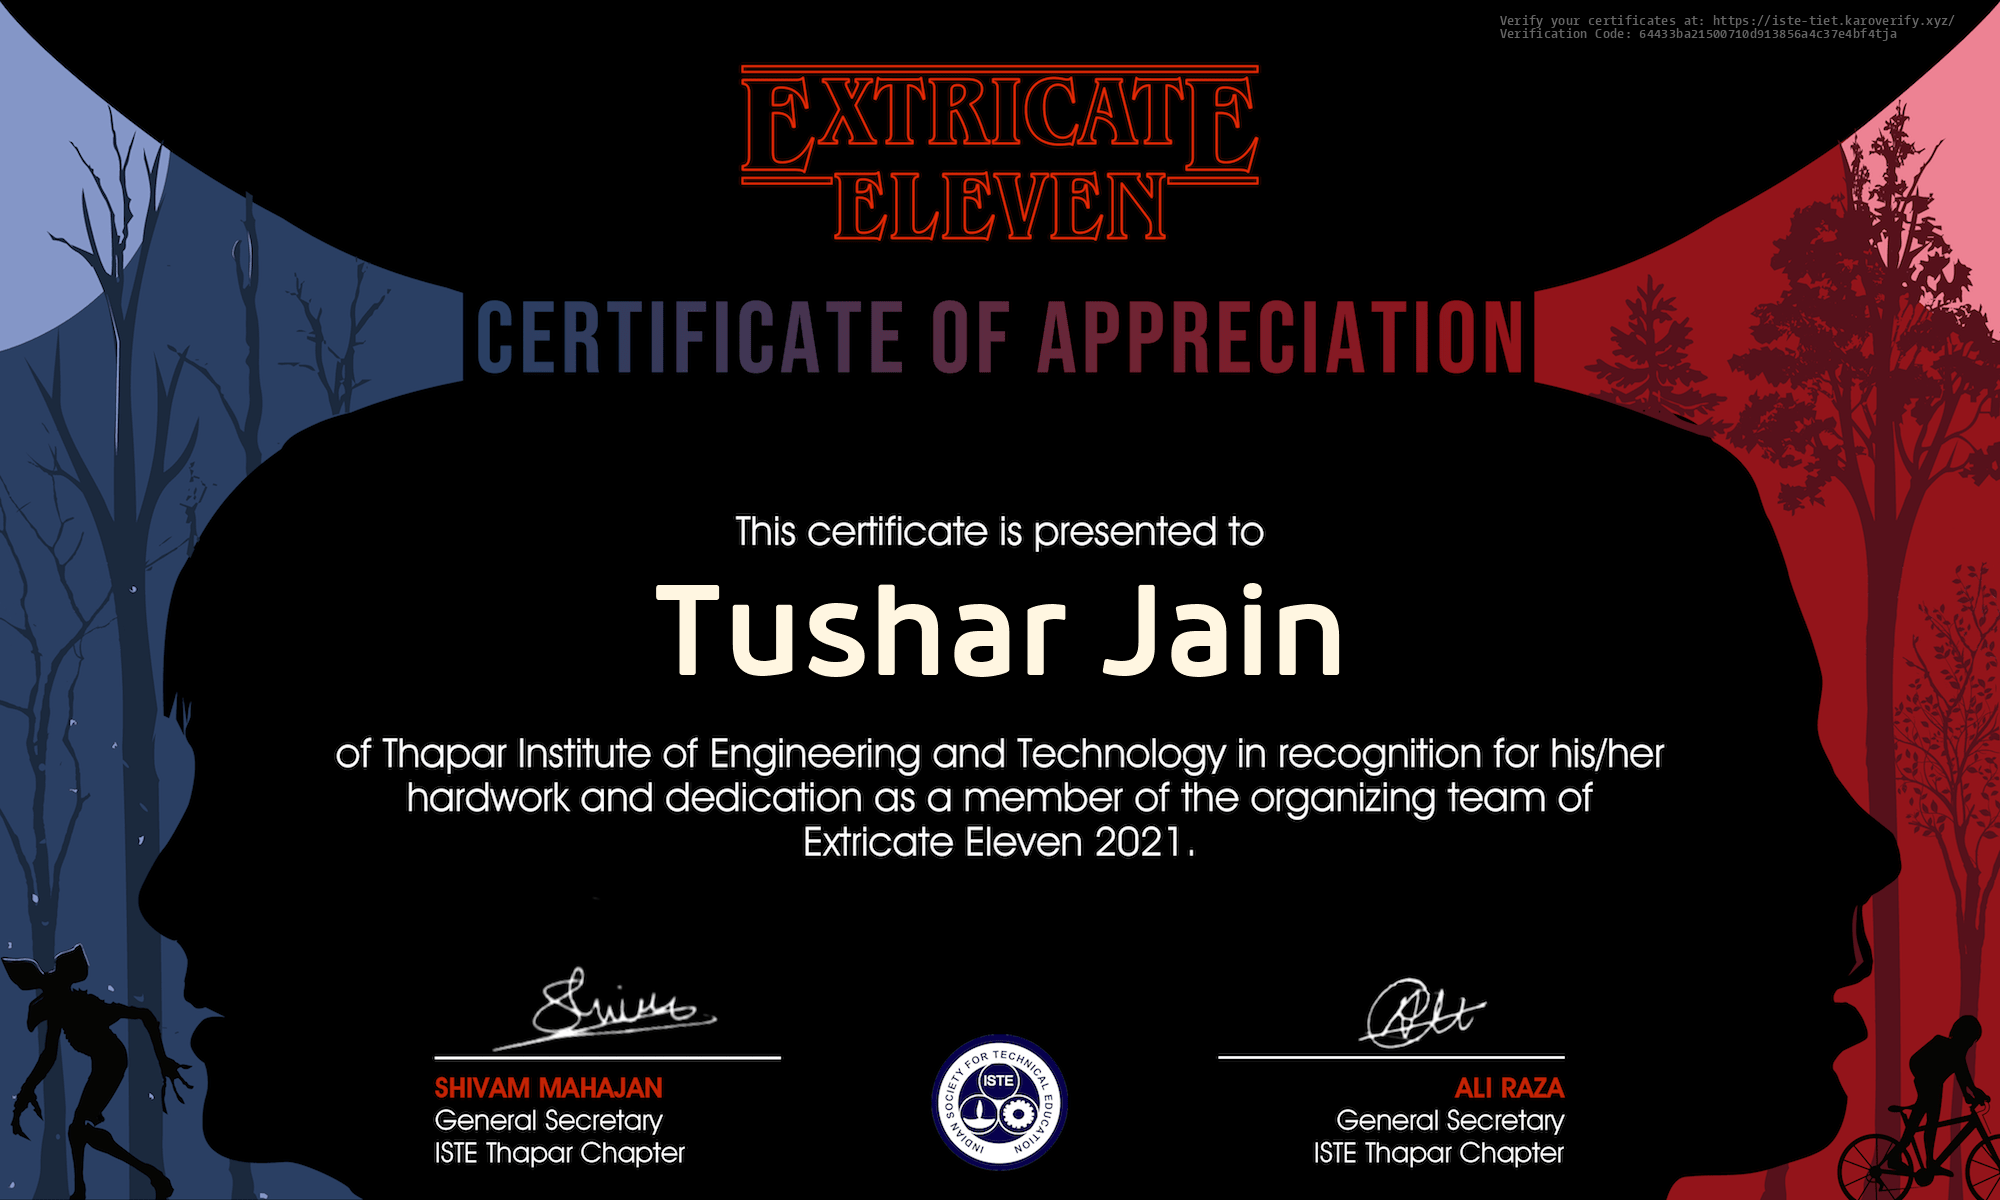 Verify your certificates at: https://iste-tiet.karoverify.xyz/
Verification Code: 64433ba21500710d913856a4c37e4bf4tja
EXTRICATE
ELEVEN
CERTIFICATE OF APPRECIATION
This certificate is presented to
Tushar Jain
of Thapar Institute of Engineering and Technology in recognition for his/her
hardwork and dedication as a member of the organizing team of
Extricate Eleven 2021.
SHIVAM MAHAJAN
General Secretary
ISTE Thapar Chapter
INDIAN SOCIETY FOR TECHNICAL EDUCATION
ISTE
ALI RAZA
General Secretary
ISTE Thapar Chapter